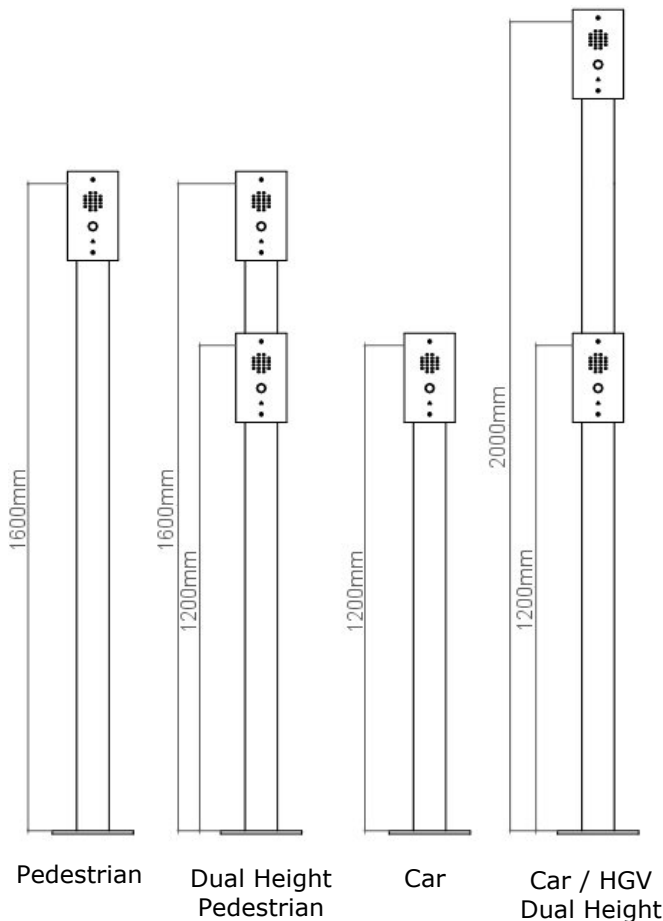 1600mm
1600mm
1200mm
1200mm
2000mm
1200mm
Pedestrian
Dual Height
Pedestrian
Car
Car / HGV
Dual Height